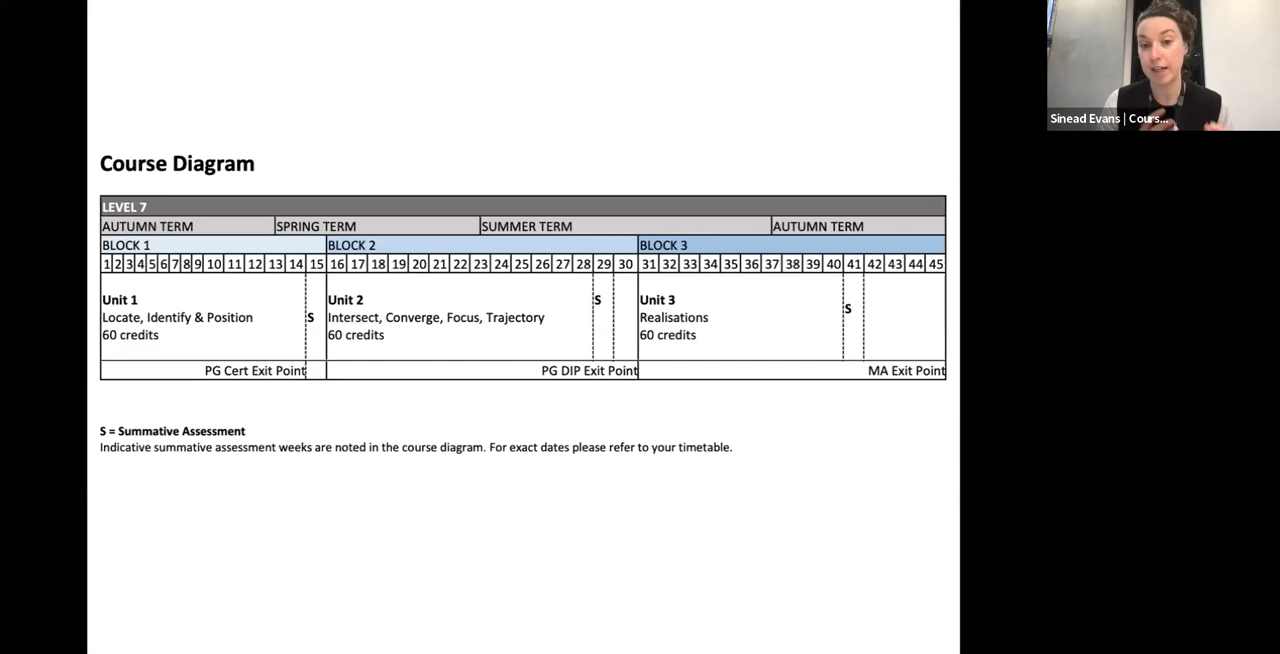 Sinead Evans | Cours...
Course Diagram
LEVEL 7
AUTUMN TERM SPRING TERM SUMMER TERM AUTUMN TERM
BLOCK 1 BLOCK 2 BLOCK 3
1 2 3 4 5 6 7 8 9 10 11 12 13 14 15 16 17 18 19 20 21 22 23 24 25 26 27 28 29 30 31 32 33 34 35 36 37 38 39 40 41 42 43 44 45
Unit 1
Locate, Identify & Position
60 credits
S
Unit 2
Intersect, Converge, Focus, Trajectory
60 credits
S
Unit 3
Realisations
60 credits
S
PG Cert Exit Point PG DIP Exit Point MA Exit Point
S = Summative Assessment
Indicative summative assessment weeks are noted in the course diagram. For exact dates please refer to your timetable.